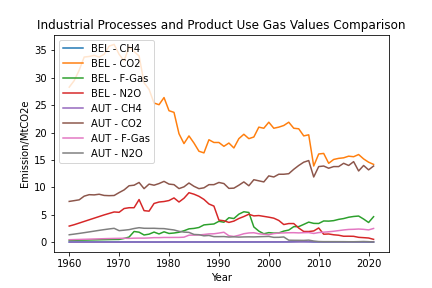 Industrial Processes and Product Use Gas Values Comparison
Emission/MtCO2e
35
30
25
20
15
10
5
0
BEL - CH4
BEL - CO2
BEL - F-Gas
BEL - N2O
AUT - CH4
AUT - CO2
AUT - F-Gas
AUT - N2O
1960 1970 1980 1990 2000 2010 2020
Year